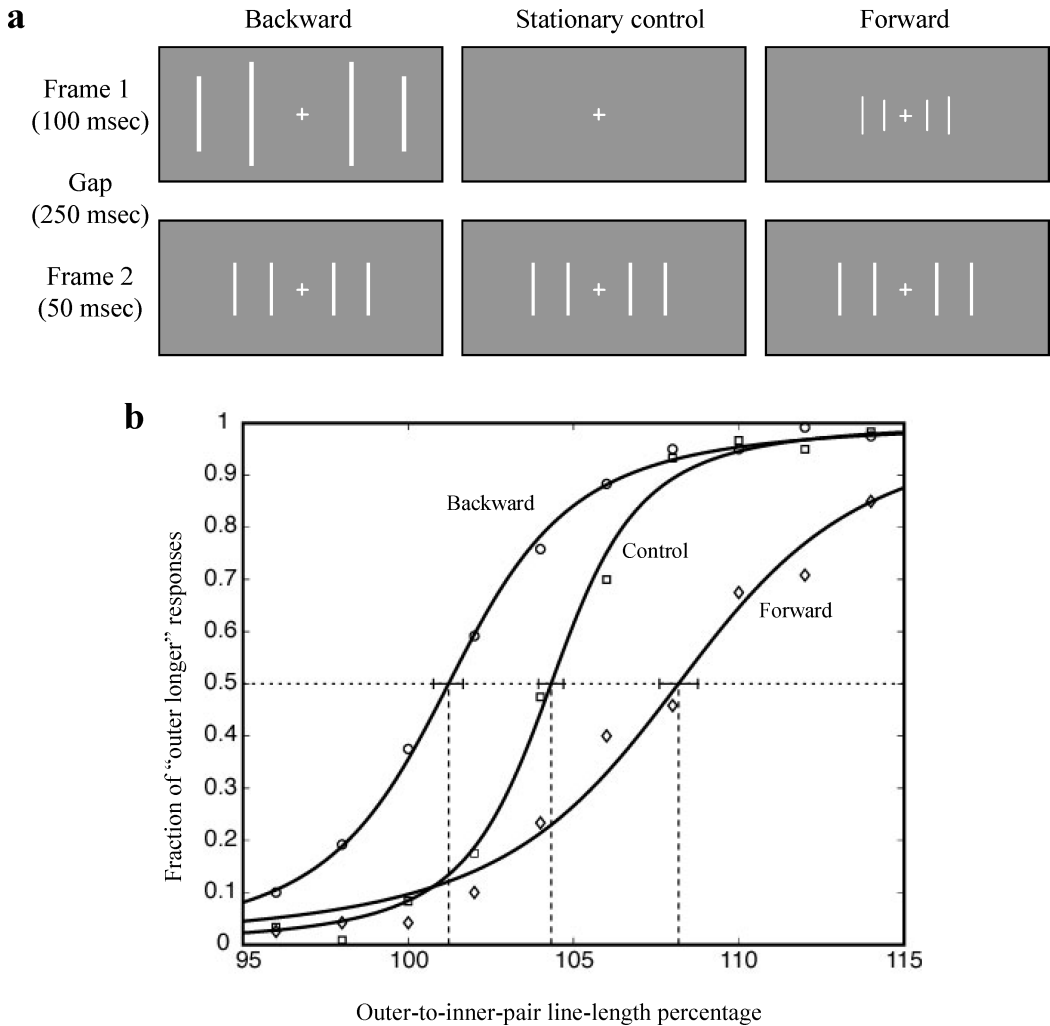 a
Backward
Stationary control
Forward
Frame 1
(100 msec)
Gap
(250 msec)
Frame 2
(50 msec)
b
1
0.9
0.8
0.7
0.6
0.5
0.4
0.3
0.2
0.1
0
Fraction of “outer longer” responses
Backward
Control
Forward
95
100
105
110
115
Outer-to-inner-pair line-length percentage